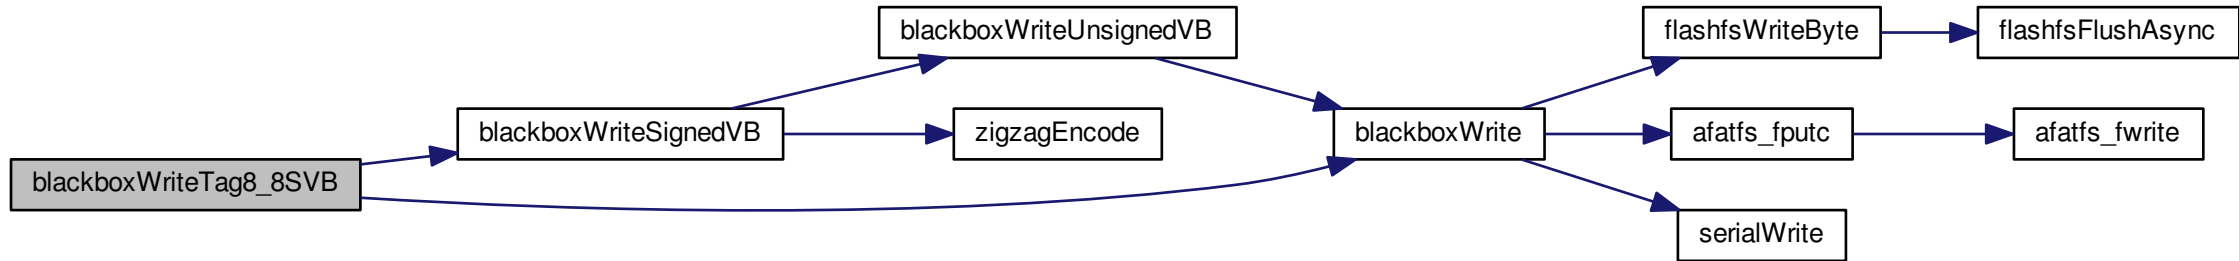 blackboxWriteTag8_8SVB
blackboxWriteSignedVB
blackboxWriteUnsignedVB
zigzagEncode
blackboxWrite
flashfsWriteByte
flashfsFlushAsync
afatfs_fputc
afatfs_fwrite
serialWrite